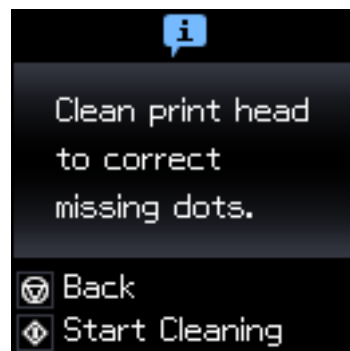 Clean print head
to correct
missing dots.
Back
Start Cleaning